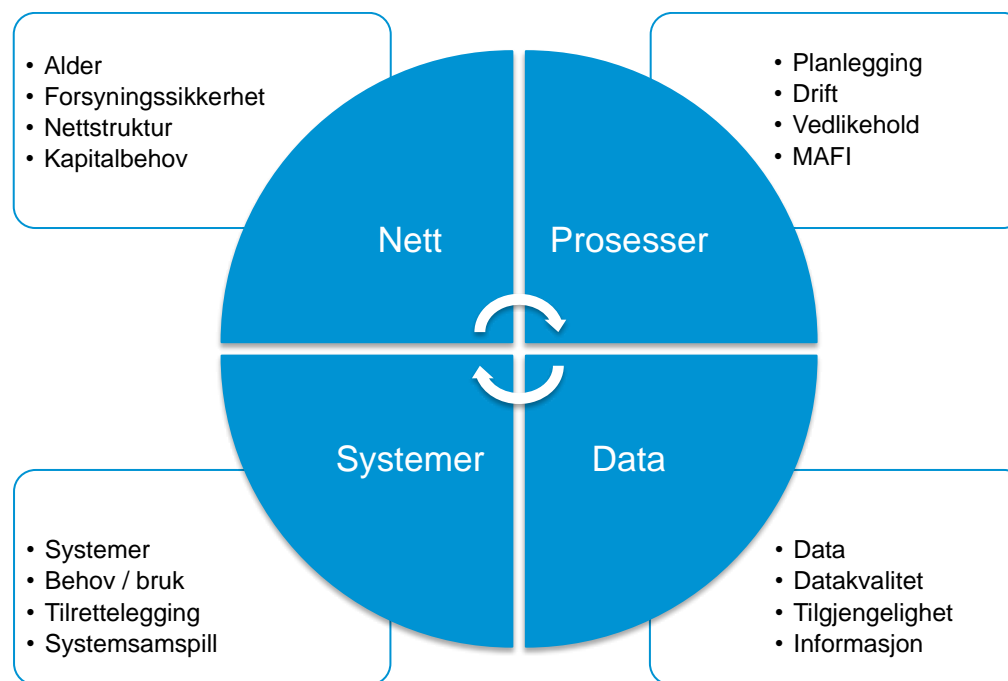 • Alder
• Forsyningssikkerhet
• Nettstruktur
• Kapitalbehov
• Planlegging
• Drift
• Vedlikehold
• MAFI
Nett
Prosesser
Systemer
Data
• Systemer
• Behov / bruk
• Tilrettelegging
• Systemsamspill
• Data
• Datakvalitet
• Tilgjengelighet
• Informasjon